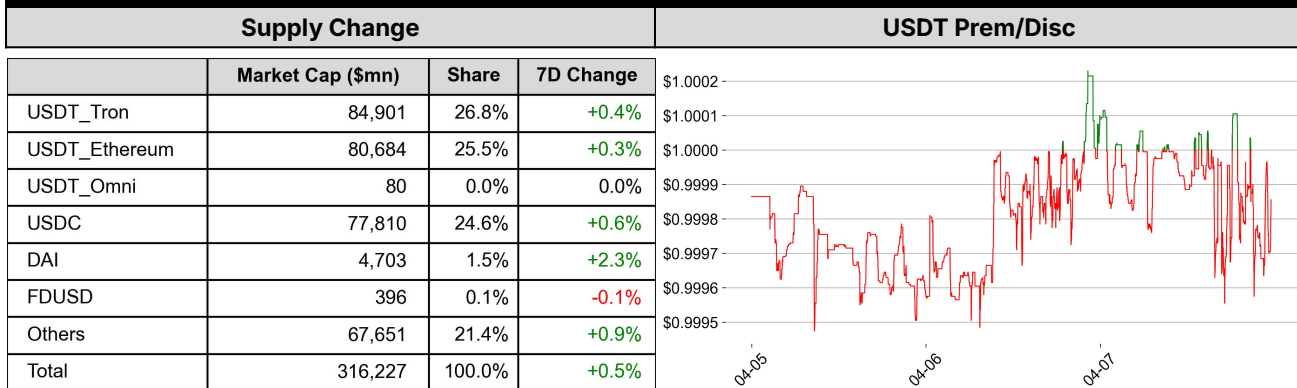 Supply Change
USDT Prem/Disc
Market Cap ($mn) Share 7D Change
USDT_Tron 84,901 26.8% +0.4%
USDT_Ethereum 80,684 25.5% +0.3%
USDT_Omni 80 0.0% 0.0%
USDC 77,810 24.6% +0.6%
DAI 4,703 1.5% +2.3%
FDUSD 396 0.1% -0.1%
Others 67,651 21.4% +0.9%
Total 316,227 100.0% +0.5%
$1.0002
$1.0001
$1.0000
$0.9999
$0.9998
$0.9997
$0.9996
$0.9995
04-05
04-06
04-07